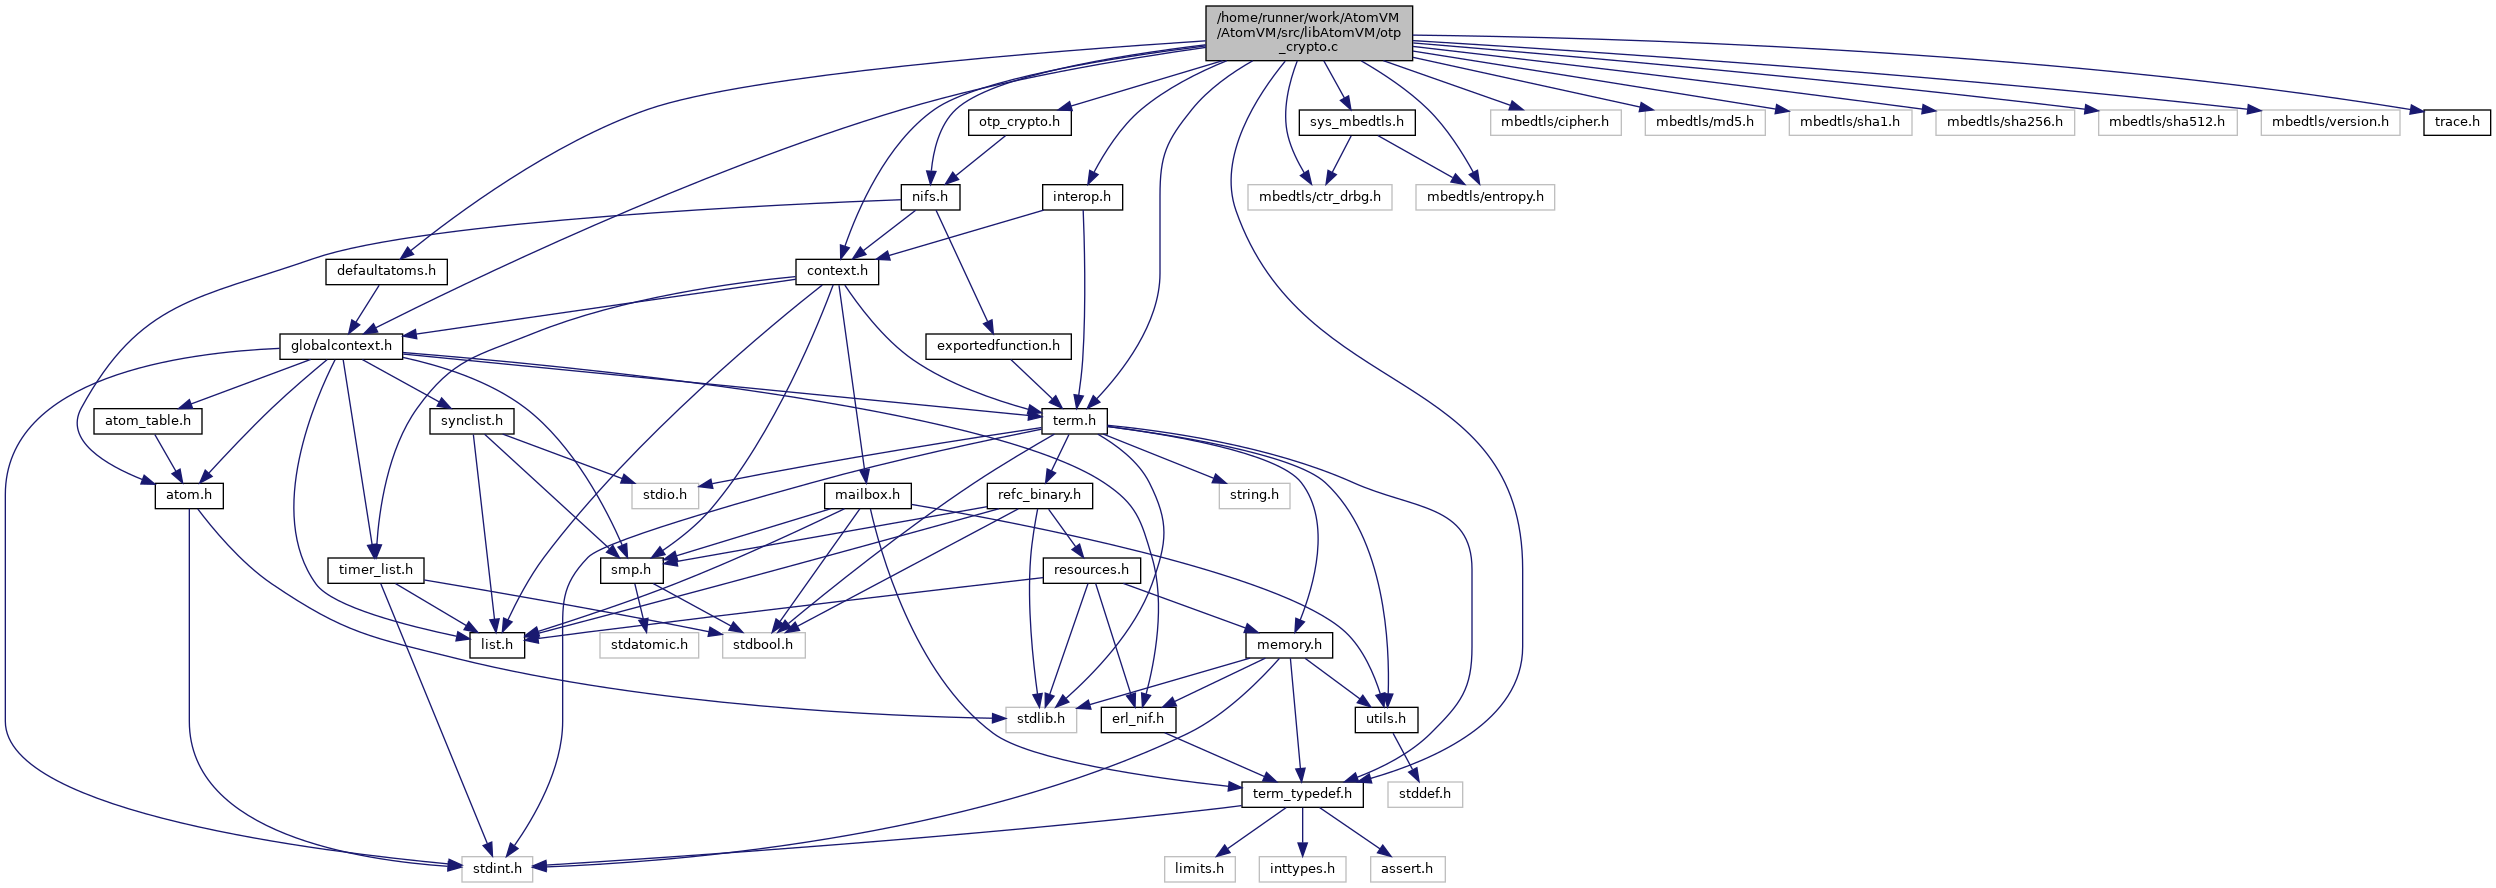 /home/runner/work/AtomVM
/AtomVM/src/libAtomVM/otp
_crypto.c
otp_crypto.h
sys_mbedtls.h
mbedtls/cipher.h
mbedtls/md5.h
mbedtls/sha1.h
mbedtls/sha256.h
mbedtls/sha512.h
mbedtls/version.h
trace.h
nifs.h
interop.h
mbedtls/ctr_drbg.h
mbedtls/entropy.h
defaultatoms.h
context.h
globalcontext.h
exportedfunction.h
atom_table.h
synclist.h
term.h
atom.h
stdio.h
mailbox.h
refc_binary.h
string.h
timer_list.h
smp.h
resources.h
list.h
stdatomic.h
stdbool.h
memory.h
stdlib.h
erl_nif.h
utils.h
term_typedef.h
stddef.h
stdint.h
limits.h
inttypes.h
assert.h